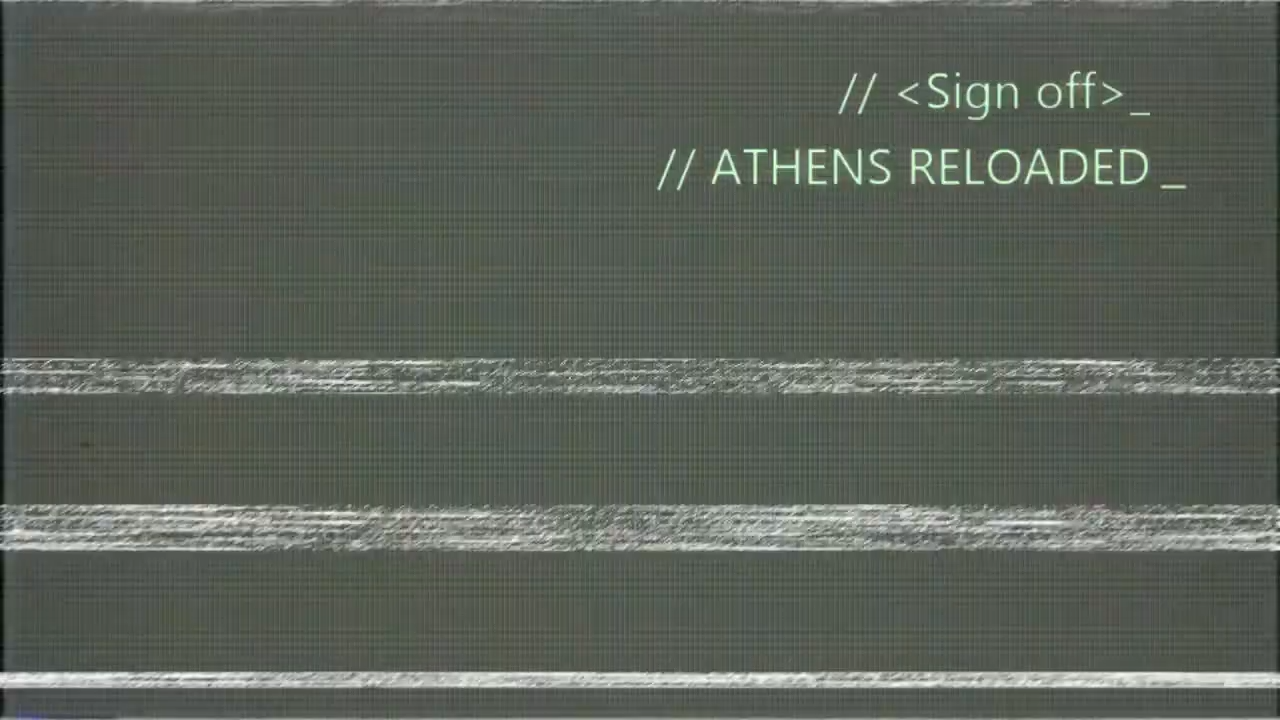 // <Sign off>_
// ATHENS RELOADED _